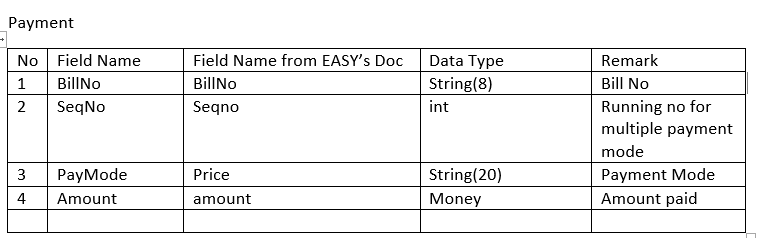 Payment
No Field Name Field Name from EASY's Doc Data Type Remark
1 BillNo BillNo String(8) Bill No
2 SeqNo Seqno int Running no for
multiple payment
mode
3 PayMode Price String(20) Payment Mode
4 Amount amount Money Amount paid